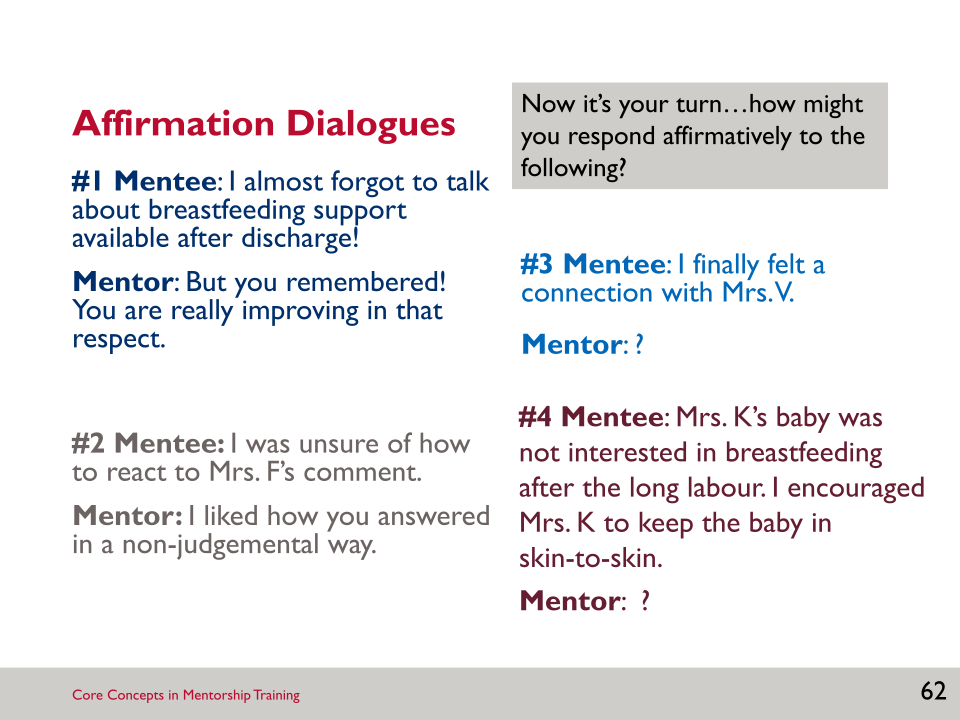 Affirmation Dialogues
#1 Mentee: I almost forgot to talk
about breastfeeding support
available after discharge!
Mentor: But you remembered!
You are really improving in that
respect.
#2 Mentee: I was unsure of how
to react to Mrs. F’s comment.
Mentor: I liked how you answered
in a non-judgemental way.
Now it’s your turn…how might
you respond affirmatively to the
following?
#3 Mentee: I finally felt a
connection with Mrs. V.
Mentor: ?
#4 Mentee: Mrs. K’s baby was
not interested in breastfeeding
after the long labour. I encouraged
Mrs. K to keep the baby in
skin-to-skin.
Mentor: ?
Core Concepts in Mentorship Training
62